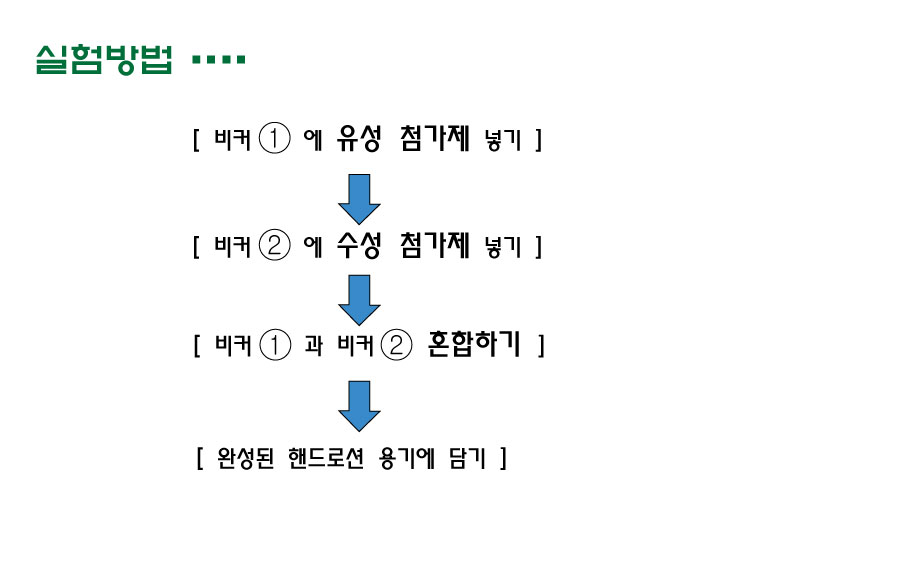 실험방법 ····
[ 비커 ① 에 유성 첨가제 넣기 ]
[ 비커 ② 에 수성 첨가제 넣기 ]
[ 비커 ① 과 비커 ② 혼합하기 ]
[ 완성된 핸드로션 용기에 담기 ]